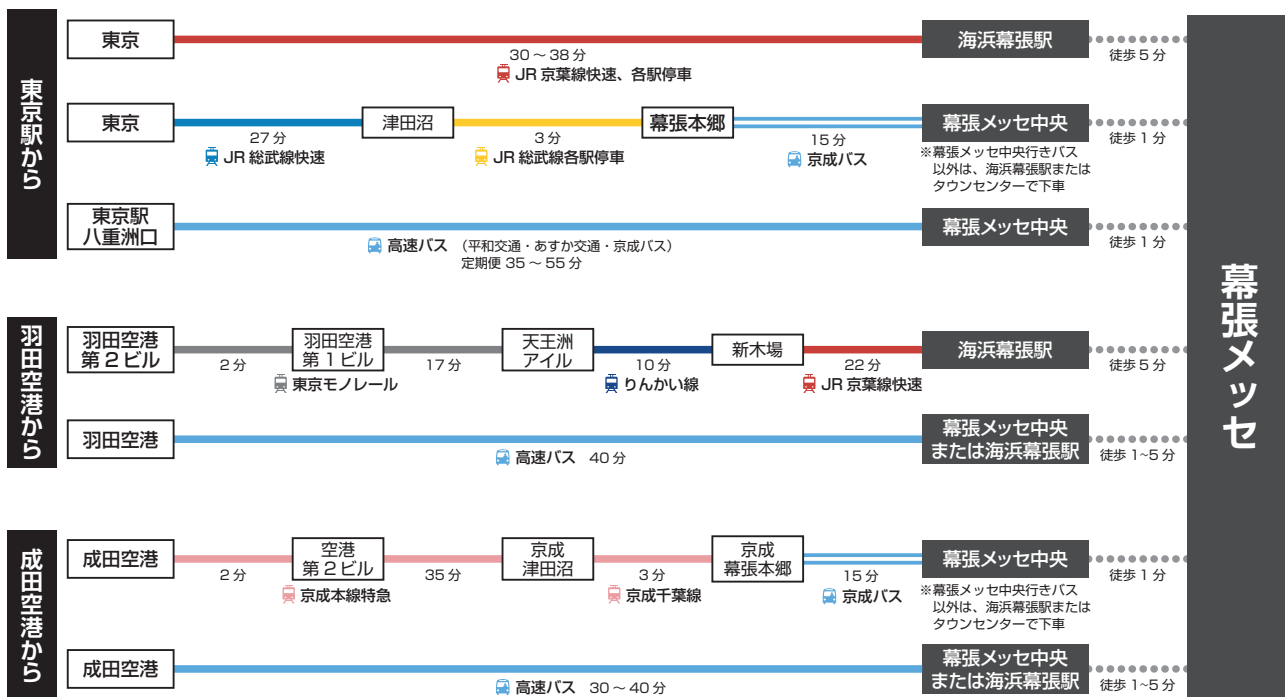 東京駅から
東京
30～38分
JR 京葉線快速、各駅停車
海浜幕張駅
徒歩 5 分
東京
27分
JR 総武線快速
津田沼
3分
JR 総武線各駅停車
幕張本郷
15分
京成バス
幕張メッセ中央
※幕張メッセ中央行きバス
以外は、海浜幕張駅または
タウンセンターで下車
徒歩 1 分
東京駅
八重洲口
高速バス （平和交通・あすか交通・京成バス）
定期便 35～55分
幕張メッセ中央
徒歩 1 分
羽田空港から
羽田空港
第2ビル
2分
羽田空港
第1ビル
東京モノレール
17分
天王洲
アイル
10分
りんかい線
新木場
22分
JR 京葉線快速
海浜幕張駅
徒歩 5 分
羽田空港
高速バス 40分
幕張メッセ中央
または海浜幕張駅
徒歩 1~5 分
成田空港から
成田空港
2分
空港
第2ビル
京成本線特急
35分
京成
津田沼
3分
京成千葉線
京成
幕張本郷
15分
京成バス
幕張メッセ中央
※幕張メッセ中央行きバス
以外は、海浜幕張駅または
タウンセンターで下車
徒歩 1 分
成田空港
高速バス 30～40分
幕張メッセ中央
または海浜幕張駅
徒歩 1~5 分
幕張メッセ